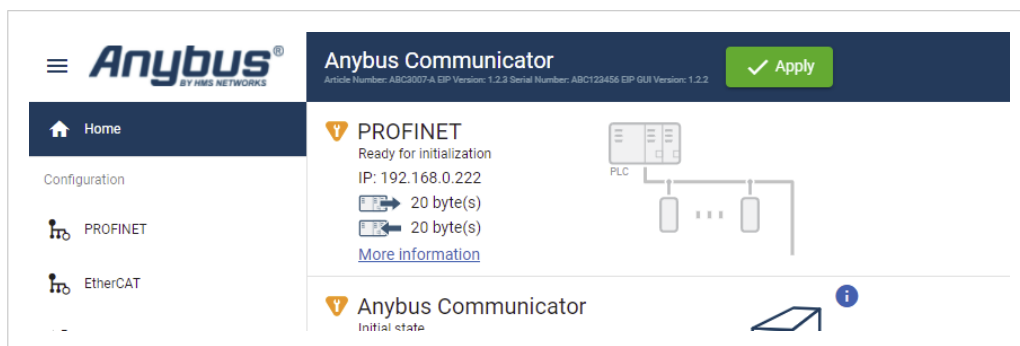 Anybus®
BY HMS NETWORKS
Anybus Communicator
Article Number: ABC3007-A EIP Version: 1.2.3 Serial Number: ABC123456 EIP GUI Version: 1.2.2
Apply
Home
Configuration
PROFINET
EtherCAT
PROFINET
Ready for initialization
IP: 192.168.0.222
20 byte(s)
20 byte(s)
More information
PLC
Anybus Communicator
Initial state